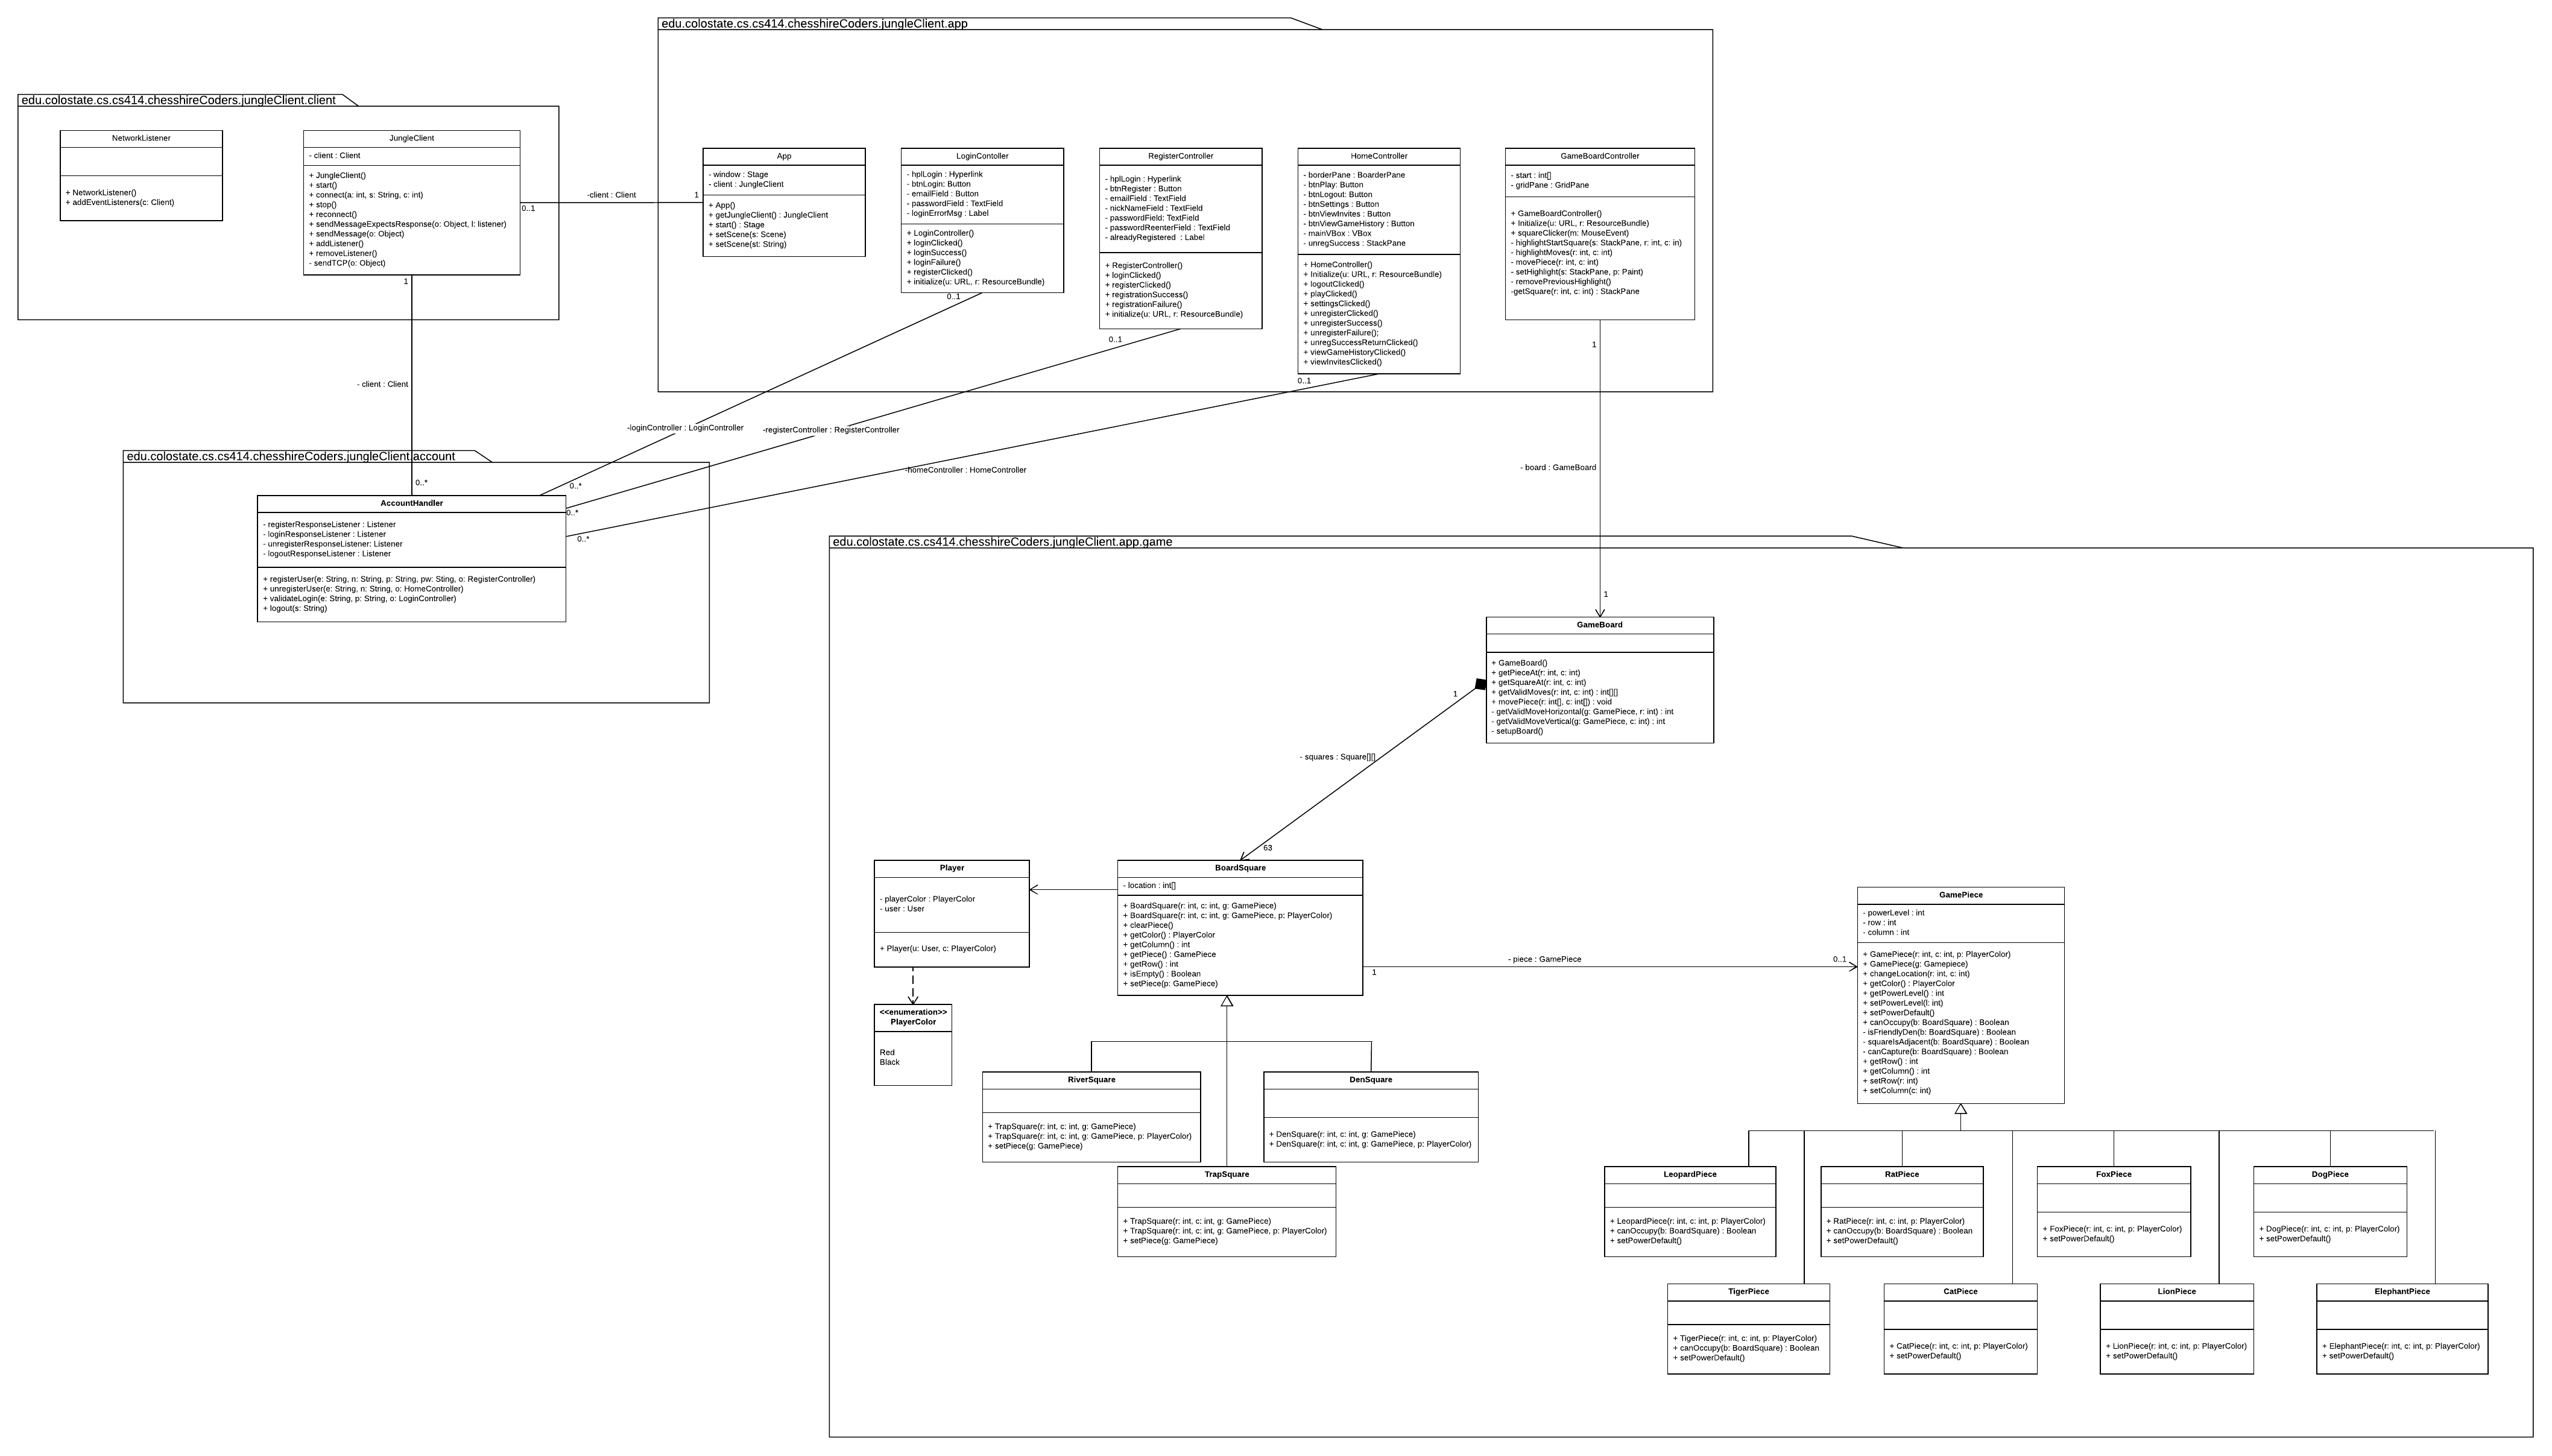 edu.colostate.cs.cs414.chesshireCoders.jungleClient.app
edu.colostate.cs.cs414.chesshireCoders.jungleClient.client
NetworkListener
+ NetworkListener()
+ addEventListeners(c: Client)
JungleClient
- client : Client
+ JungleClient()
+ start()
+ connect(a: int, s: String, c: int)
+ stop()
+ reconnect()
+ sendMessageExpectsResponse(o: Object, l: listener)
+ sendMessage(o: Object)
+ addListener()
+ removeListener()
- sendTCP(o: Object)
0..1
-client : Client
1
App
- window : Stage
- client : JungleClient
+ App()
+ getJungleClient() : JungleClient
+ start() : Stage
+ setScene(s: Scene)
+ setScene(st: String)
LoginContoller
- hplLogin : Hyperlink
- btnLogin: Button
- emailField : Button
- passwordField : TextField
- loginErrorMsg : Label
+ LoginController()
+ loginClicked()
+ loginSuccess()
+ loginFailure()
+ registerClicked()
+ initialize(u: URL, r: ResourceBundle)
0..1
RegisterController
- hplLogin : Hyperlink
- btnRegister : Button
- emailField : TextField
- nickNameField : TextField
- passwordField: TextField
- passwordReenterField : TextField
- alreadyRegistered  : Label
+ RegisterController()
+ loginClicked()
+ registerClicked()
+ registrationSuccess()
+ registrationFailure()
+ initialize(u: URL, r: ResourceBundle)
0..1
HomeController
- borderPane : BoarderPane
- btnPlay: Button
- btnLogout: Button
- btnSettings : Button
- btnViewInvites : Button
- btnViewGameHistory : Button
- mainVBox : VBox
- unregSuccess : StackPane
+ HomeController()
+ Initialize(u: URL, r: ResourceBundle)
+ logoutClicked()
+ playClicked()
+ settingsClicked()
+ unregisterClicked()
+ unregisterSuccess()
+ unregisterFailure();
+ unregSuccessReturnClicked()
+ viewGameHistoryClicked()
+ viewInvitesClicked()
0..1
GameBoardController
- start : int[]
- gridPane : GridPane
+ GameBoardController()
+ Initialize(u: URL, r: ResourceBundle)
+ squareClicker(m: MouseEvent)
- highlightStartSquare(s: StackPane, r: int, c: in)
- highlightMoves(r: int, c: int)
- movePiece(r: int, c: int)
- setHighlight(s: StackPane, p: Paint)
- removePreviousHighlight()
-getSquare(r: int, c: int) : StackPane
1
1
- client : Client
-loginController : LoginController
-registerController : RegisterController
-homeController : HomeController
- board : GameBoard
edu.colostate.cs.cs414.chesshireCoders.jungleClient.account
0..*
0..*
0..*
0..*
AccountHandler
- registerResponseListener : Listener
- loginResponseListener : Listener
- unregisterResponseListener: Listener
- logoutResponseListener : Listener
+ registerUser(e: String, n: String, p: String, pw: Sting, o: RegisterController)
+ unregisterUser(e: String, n: String, o: HomeController)
+ validateLogin(e: String, p: String, o: LoginController)
+ logout(s: String)
edu.colostate.cs.cs414.chesshireCoders.jungleClient.app.game
1
GameBoard
+ GameBoard()
+ getPieceAt(r: int, c: int)
+ getSquareAt(r: int, c: int)
+ getValidMoves(r: int, c: int) : int[][]
+ movePiece(r: int[], c: int[]) : void
- getValidMoveHorizontal(g: GamePiece, r: int) : int
- getValidMoveVertical(g: GamePiece, c: int) : int
- setupBoard()
1
- squares : Square[][]
63
Player
- playerColor : PlayerColor
- user : User
+ Player(u: User, c: PlayerColor)
<<enumeration>>
PlayerColor
Red
Black
BoardSquare
- location : int[]
+ BoardSquare(r: int, c: int, g: GamePiece)
+ BoardSquare(r: int, c: int, g: GamePiece, p: PlayerColor)
+ clearPiece()
+ getColor() : PlayerColor
+ getColumn() : int
+ getPiece() : GamePiece
+ getRow() : int
+ isEmpty() : Boolean
+ setPiece(p: GamePiece)
1
- piece : GamePiece
0..1
GamePiece
- powerLevel : int
- row : int
- column : int
+ GamePiece(r: int, c: int, p: PlayerColor)
+ GamePiece(g: Gamepiece)
+ changeLocation(r: int, c: int)
+ getColor() : PlayerColor
+ getPowerLevel() : int
+ setPowerLevel(l: int)
+ setPowerDefault()
+ canOccupy(b: BoardSquare) : Boolean
- isFriendlyDen(b: BoardSquare) : Boolean
- squareIsAdjacent(b: BoardSquare) : Boolean
- canCapture(b: BoardSquare) : Boolean
+ getRow() : int
+ getColumn() : int
+ setRow(r: int)
+ setColumn(c: int)
RiverSquare
+ TrapSquare(r: int, c: int, g: GamePiece)
+ TrapSquare(r: int, c: int, g: GamePiece, p: PlayerColor)
+ setPiece(g: GamePiece)
DenSquare
+ DenSquare(r: int, c: int, g: GamePiece)
+ DenSquare(r: int, c: int, g: GamePiece, p: PlayerColor)
TrapSquare
+ TrapSquare(r: int, c: int, g: GamePiece)
+ TrapSquare(r: int, c: int, g: GamePiece, p: PlayerColor)
+ setPiece(g: GamePiece)
LeopardPiece
+ LeopardPiece(r: int, c: int, p: PlayerColor)
+ canOccupy(b: BoardSquare) : Boolean
+ setPowerDefault()
RatPiece
+ RatPiece(r: int, c: int, p: PlayerColor)
+ canOccupy(b: BoardSquare) : Boolean
+ setPowerDefault()
FoxPiece
+ FoxPiece(r: int, c: int, p: PlayerColor)
+ setPowerDefault()
DogPiece
+ DogPiece(r: int, c: int, p: PlayerColor)
+ setPowerDefault()
TigerPiece
+ TigerPiece(r: int, c: int, p: PlayerColor)
+ canOccupy(b: BoardSquare) : Boolean
+ setPowerDefault()
CatPiece
+ CatPiece(r: int, c: int, p: PlayerColor)
+ setPowerDefault()
LionPiece
+ LionPiece(r: int, c: int, p: PlayerColor)
+ setPowerDefault()
ElephantPiece
+ ElephantPiece(r: int, c: int, p: PlayerColor)
+ setPowerDefault()